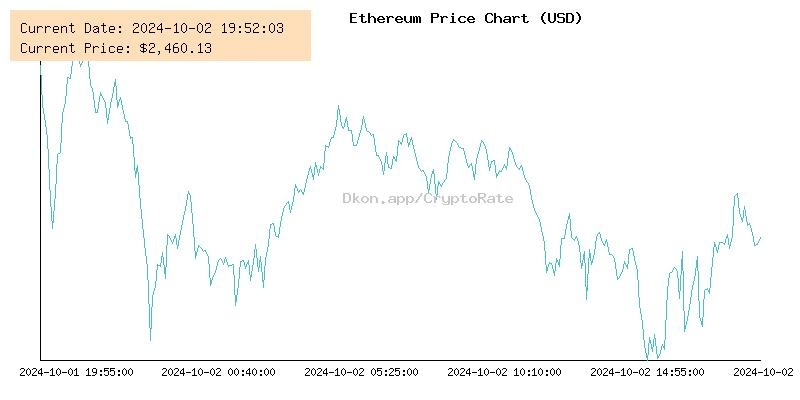 Ethereum Price Chart (USD)
Current Date: 2024-10-02 19:52:03
Current Price: $2,460.13
Dkon.app/CryptoRate
2024-10-01 19:55:00
2024-10-02 00:40:00
2024-10-02 05:25:00
2024-10-02 10:10:00
2024-10-02 14:55:00
2024-10-02